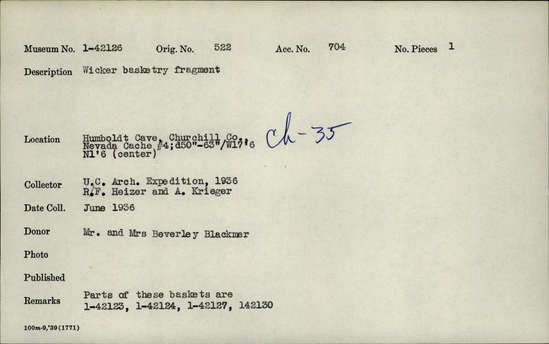 Museum No. 1-42126 Orig. No. 522 Acc. No. 704 No. Pieces 1
Description Wicker basketry fragment
Location Humboldt Cave, Churchill Co.,
Nevada Cache #4;d50"-63"/W17'6
N1'6 (center)
Ch-35
Collector U.C. Arch. Expedition, 1936
R.F. Heizer and A. Krieger
Date Coll. June 1936
Donor Mr. and Mrs Beverley Blackmer
Photo
Published
Remarks Parts of these baskets are
1-42123, 1-42124, 1-42127, 142130
100m-9,'39(1771)